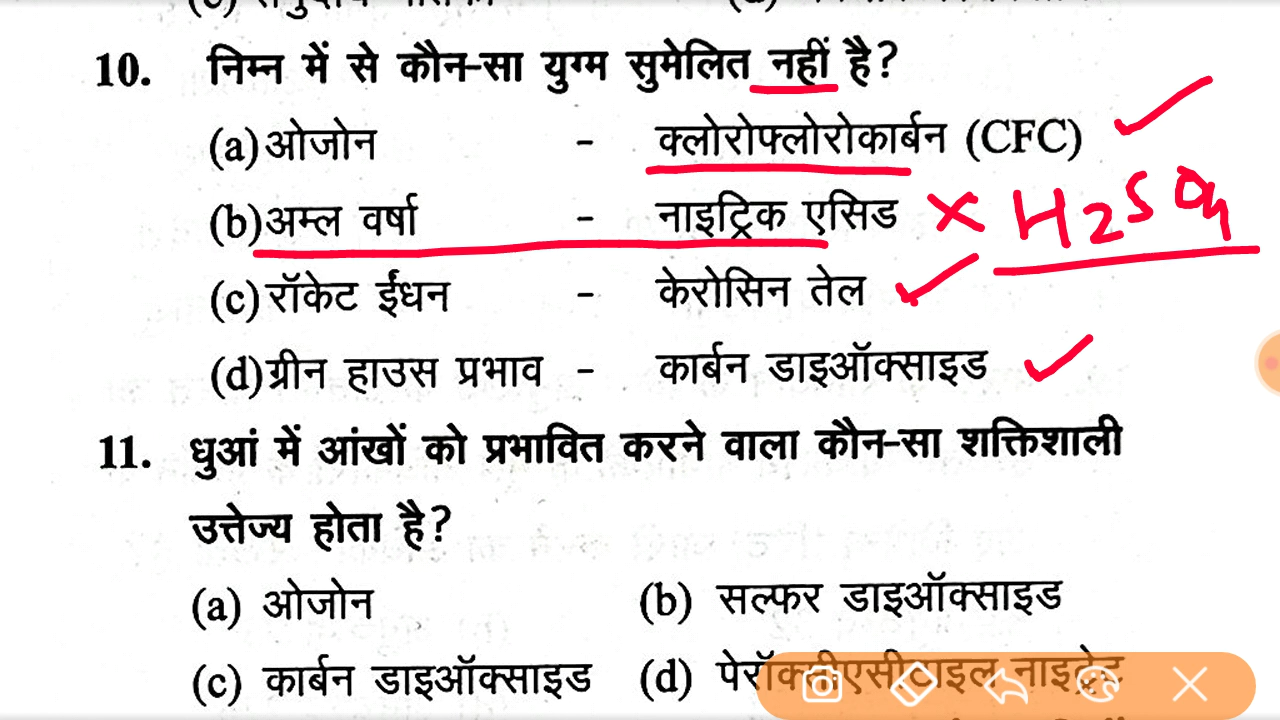 10. निम्न में से कौन-सा युग्म सुमेलित नहीं है?
(a) ओजोन - क्लोरोफ्लोरोकार्बन (CFC)
(b) अम्ल वर्षा - नाइट्रिक एसिड × H2SO4
(c) रॉकेट ईंधन - केरोसिन तेल
(d) ग्रीन हाउस प्रभाव - कार्बन डाइऑक्साइड
11. धुआं में आंखों को प्रभावित करने वाला कौन-सा शक्तिशाली
उत्तेज्य होता है?
(a) ओजोन (b) सल्फर डाइऑक्साइड
(c) कार्बन डाइऑक्साइड (d) पेरॉक्सीएसीटाइल नाइट्रेट